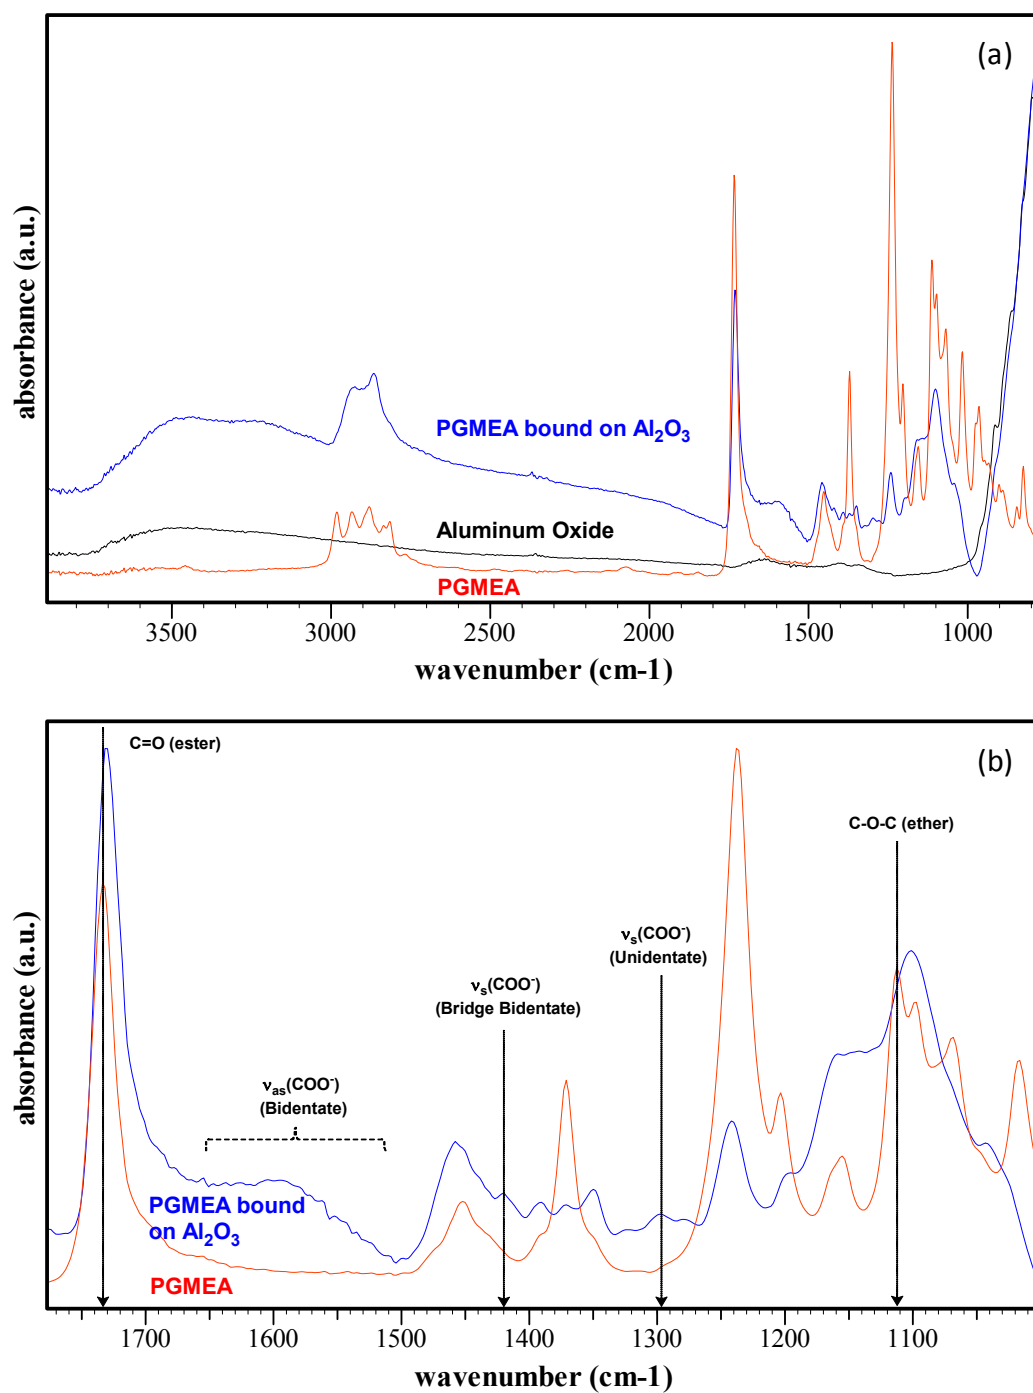 (a)
absorbance (a.u.)
PGMEA bound on Al₂O₃
Aluminum Oxide
PGMEA
3500 3000 2500 2000 1500 1000
wavenumber (cm-1)
(b)
absorbance (a.u.)
C=O (ester)
C-O-C (ether)
νₛ(COO⁻)
(Unidentate)
νₛ(COO⁻)
(Bridge Bidentate)
νₐₛ(COO⁻)
(Bidentate)
PGMEA bound
on Al₂O₃
PGMEA
1700 1600 1500 1400 1300 1200 1100
wavenumber (cm-1)